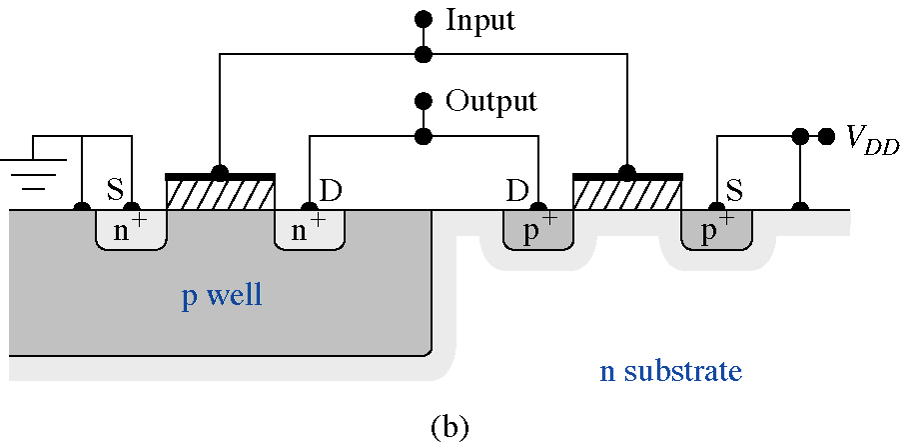 Input
Output
V_DD
S D D S
n+ n+ p+ p+
p well
n substrate
(b)